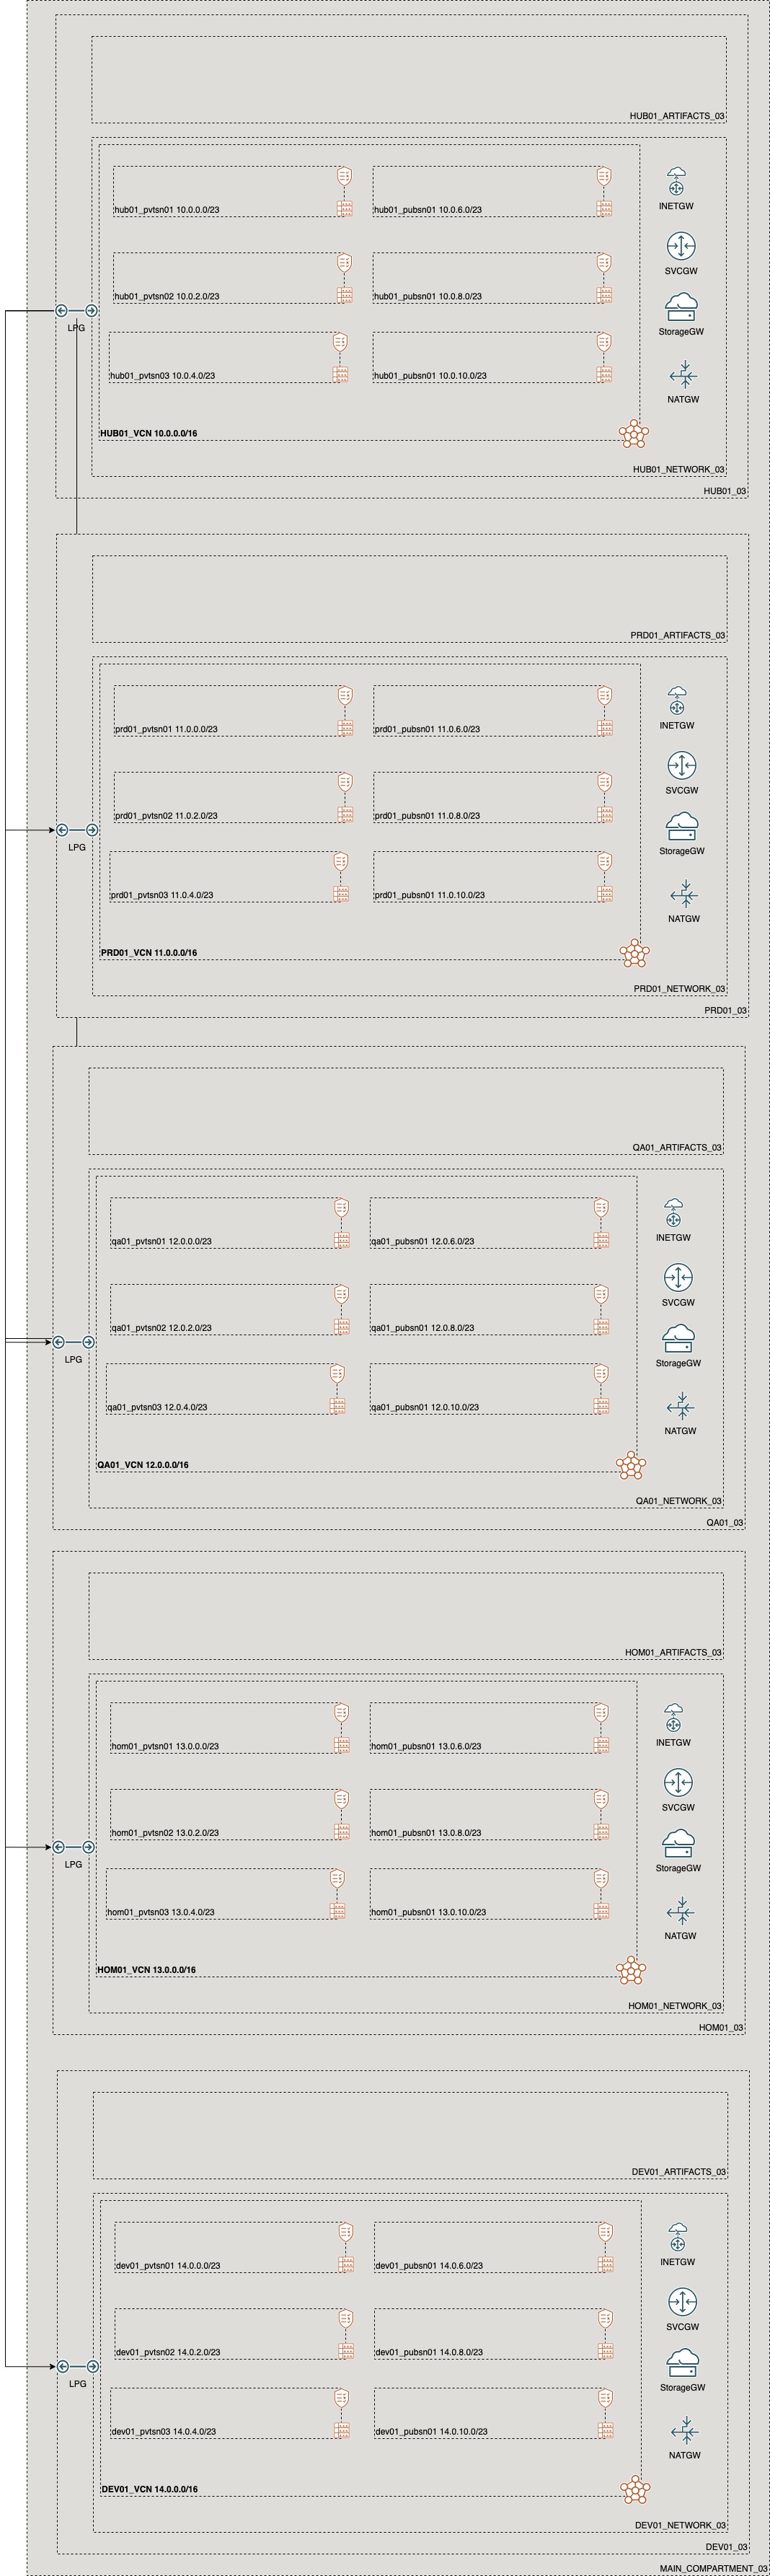 HUB01_ARTIFACTS_03
hub01_pvtsn01 10.0.0.0/23
hub01_pubsn01 10.0.6.0/23
INETGW
SVCGW
hub01_pvtsn02 10.0.2.0/23
hub01_pubsn01 10.0.8.0/23
LPG
StorageGW
hub01_pvtsn03 10.0.4.0/23
hub01_pubsn01 10.0.10.0/23
NATGW
HUB01_VCN 10.0.0.0/16
HUB01_NETWORK_03
HUB01_03
PRD01_ARTIFACTS_03
prd01_pvtsn01 11.0.0.0/23
prd01_pubsn01 11.0.6.0/23
INETGW
SVCGW
prd01_pvtsn02 11.0.2.0/23
prd01_pubsn01 11.0.8.0/23
LPG
StorageGW
prd01_pvtsn03 11.0.4.0/23
prd01_pubsn01 11.0.10.0/23
NATGW
PRD01_VCN 11.0.0.0/16
PRD01_NETWORK_03
PRD01_03
QA01_ARTIFACTS_03
qa01_pvtsn01 12.0.0.0/23
qa01_pubsn01 12.0.6.0/23
INETGW
SVCGW
qa01_pvtsn02 12.0.2.0/23
qa01_pubsn01 12.0.8.0/23
LPG
StorageGW
qa01_pvtsn03 12.0.4.0/23
qa01_pubsn01 12.0.10.0/23
NATGW
QA01_VCN 12.0.0.0/16
QA01_NETWORK_03
QA01_03
HOM01_ARTIFACTS_03
hom01_pvtsn01 13.0.0.0/23
hom01_pubsn01 13.0.6.0/23
INETGW
SVCGW
hom01_pvtsn02 13.0.2.0/23
hom01_pubsn01 13.0.8.0/23
LPG
StorageGW
hom01_pvtsn03 13.0.4.0/23
hom01_pubsn01 13.0.10.0/23
NATGW
HOM01_VCN 13.0.0.0/16
HOM01_NETWORK_03
HOM01_03
DEV01_ARTIFACTS_03
dev01_pvtsn01 14.0.0.0/23
dev01_pubsn01 14.0.6.0/23
INETGW
SVCGW
dev01_pvtsn02 14.0.2.0/23
dev01_pubsn01 14.0.8.0/23
LPG
StorageGW
dev01_pvtsn03 14.0.4.0/23
dev01_pubsn01 14.0.10.0/23
NATGW
DEV01_VCN 14.0.0.0/16
DEV01_NETWORK_03
DEV01_03
MAIN_COMPARTMENT_03